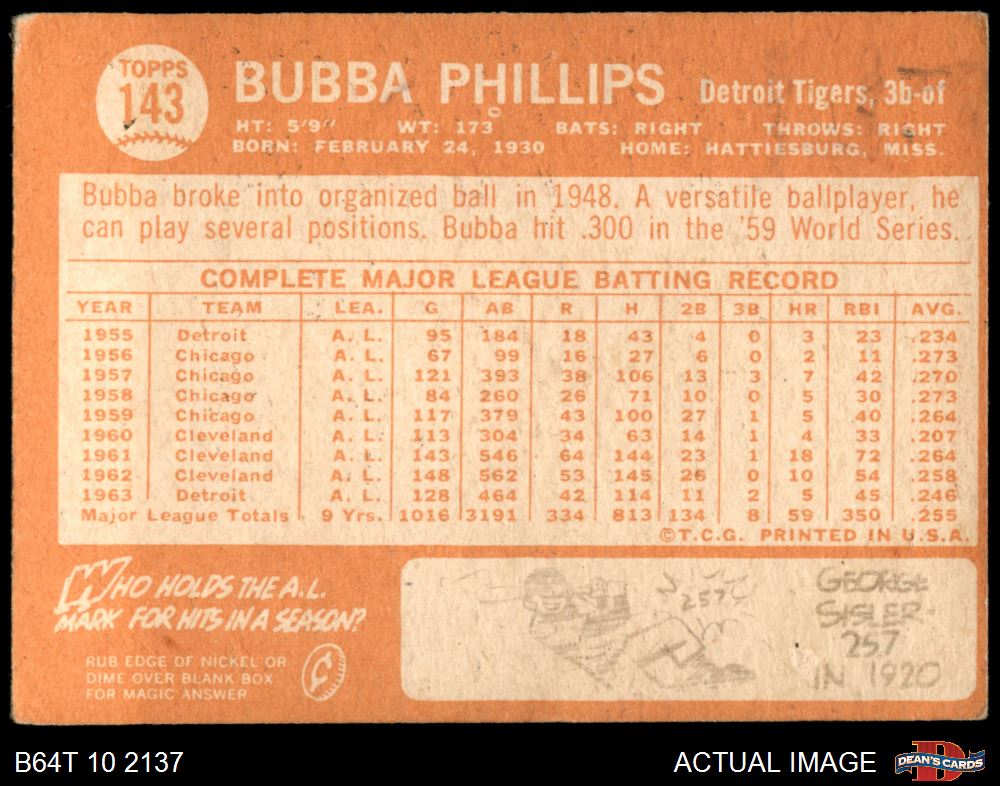 TOPPS
143
BUBBA PHILLIPS Detroit Tigers, 3b-of
HT: 5'9" WT: 173 BATS: RIGHT THROWS: RIGHT
BORN: FEBRUARY 24, 1930 HOME: HATTIESBURG, MISS.
Bubba broke into organized ball in 1948. A versatile ballplayer, he
can play several positions. Bubba hit .300 in the '59 World Series.
COMPLETE MAJOR LEAGUE BATTING RECORD
YEAR TEAM LEA. G AB R H 2B 3B HR RBI AVG.
1955 Detroit A. L. 95 184 18 43 4 0 3 23 .234
1956 Chicago A. L. 67 99 16 27 6 0 2 11 .273
1957 Chicago A. L. 121 393 38 106 13 3 7 42 .270
1958 Chicago A. L. 84 260 26 71 10 0 5 30 .273
1959 Chicago A. L. 117 379 43 100 27 1 5 40 .264
1960 Cleveland A. L. 113 304 34 63 14 1 4 33 .207
1961 Cleveland A. L. 143 546 64 144 23 1 18 72 .264
1962 Cleveland A. L. 148 562 53 145 26 0 10 54 .258
1963 Detroit A. L. 128 464 42 114 11 2 5 45 .246
Major League Totals 9 Yrs. 1016 3191 334 813 134 8 59 350 .255
©T.C.G. PRINTED IN U.S.A.
WHO HOLDS THE A.L.
MARK FOR HITS IN A SEASON?
RUB EDGE OF NICKEL OR
DIME OVER BLANK BOX
FOR MAGIC ANSWER
257
GEORGE
SISLER-
257
IN 1920
B64T 10 2137 ACTUAL IMAGE
DEAN'S CARDS